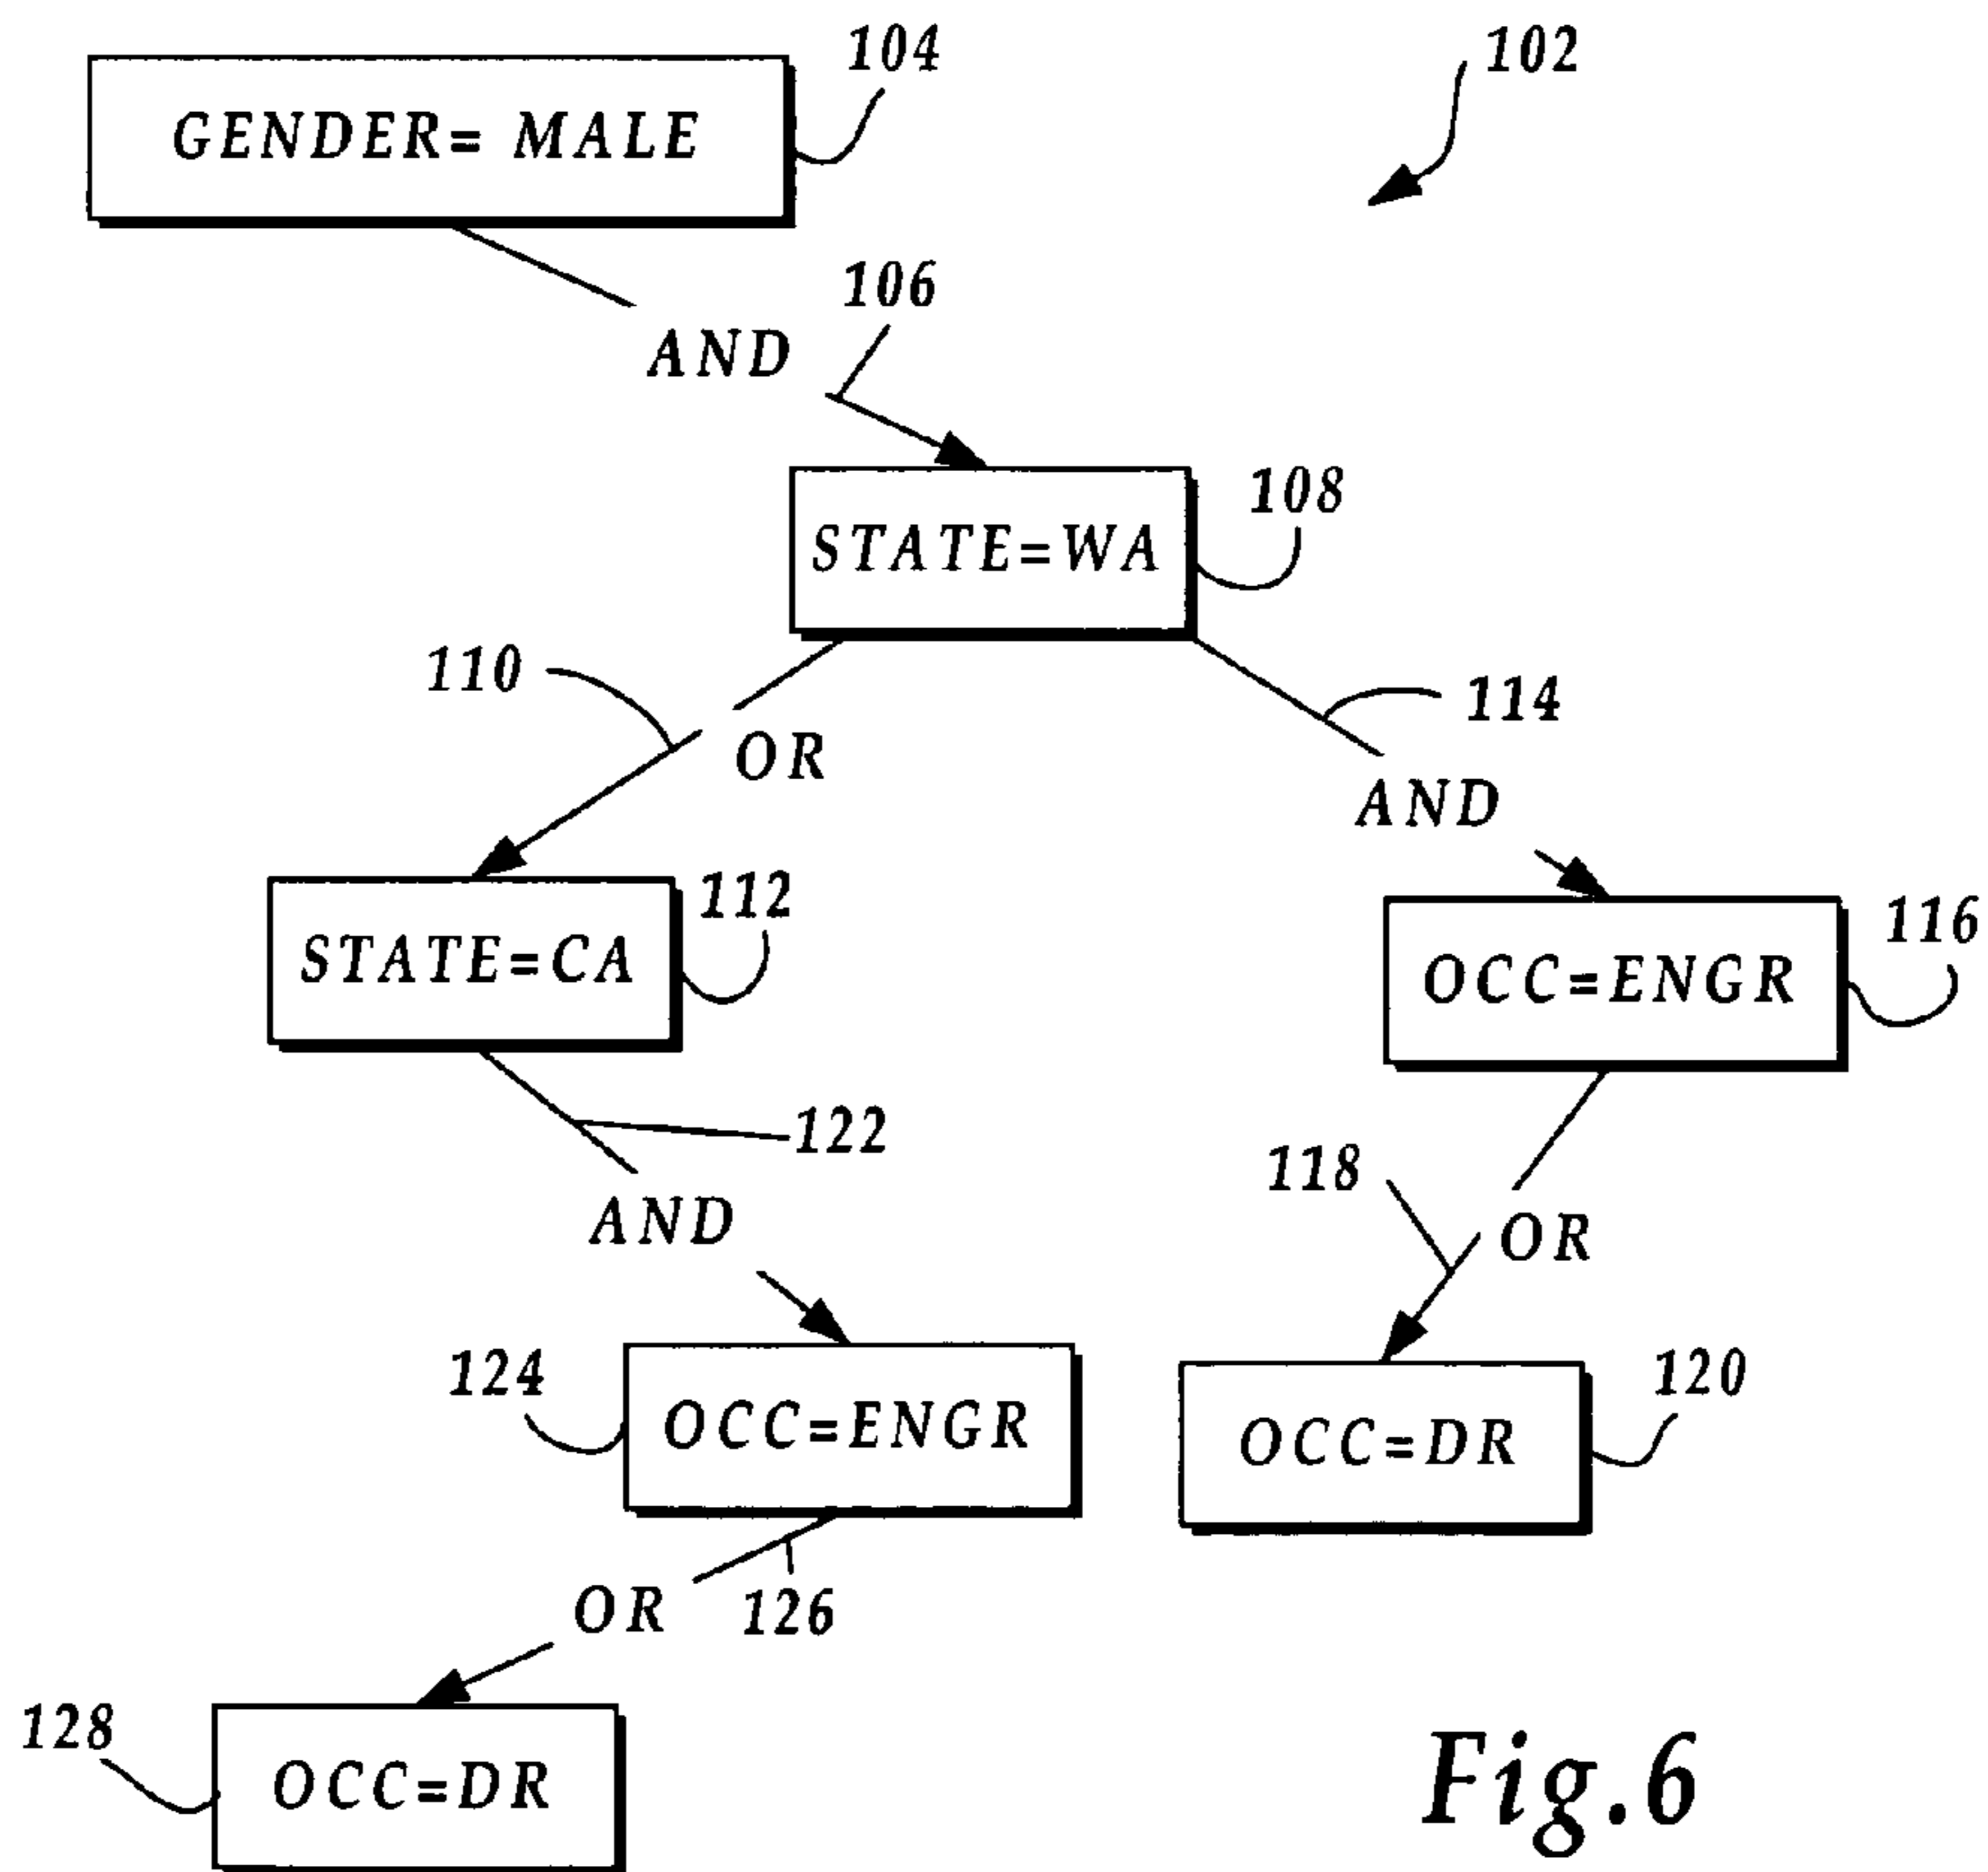 104
102
GENDER= MALE
106
AND
108
STATE=WA
110
114
OR
AND
112
116
STATE=CA
OCC=ENGR
122
118
AND
OR
124
120
OCC=ENGR
OCC=DR
OR
126
128
OCC=DR
Fig.6